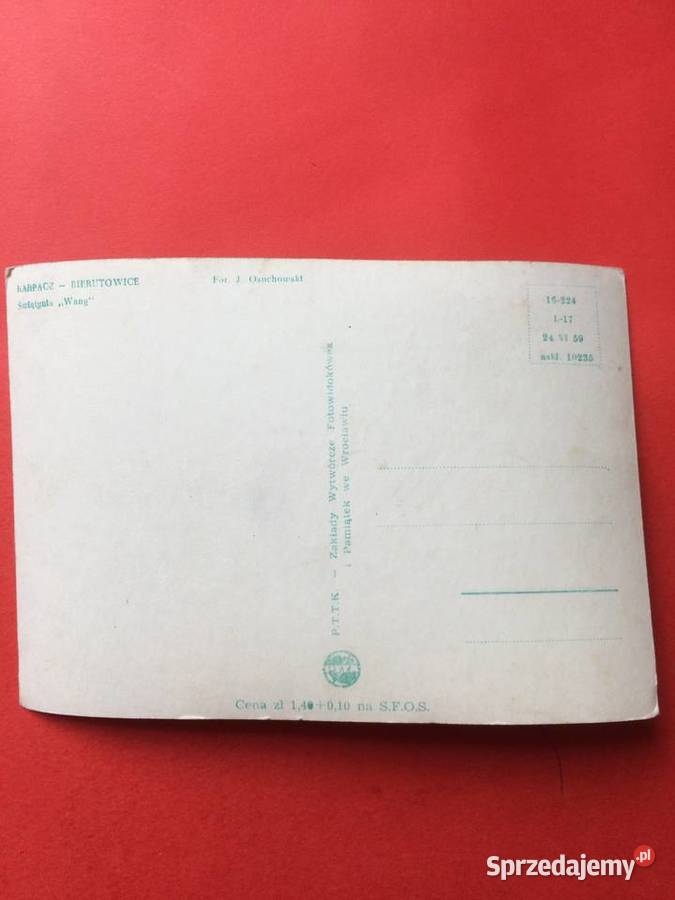 KARPACZ — BIERUTOWICE
Świątynia „Wang"
Fot. J. Osuchowski
16-224
L-17
24 VI 59
nakł. 10235
P.T.T.K. — Zakłady Wytwórcze Fotowidokówek
i Pamiątek we Wrocławiu
Cena zł 1,40+0,10 na S.F.O.S.
Sprzedajemy.pl